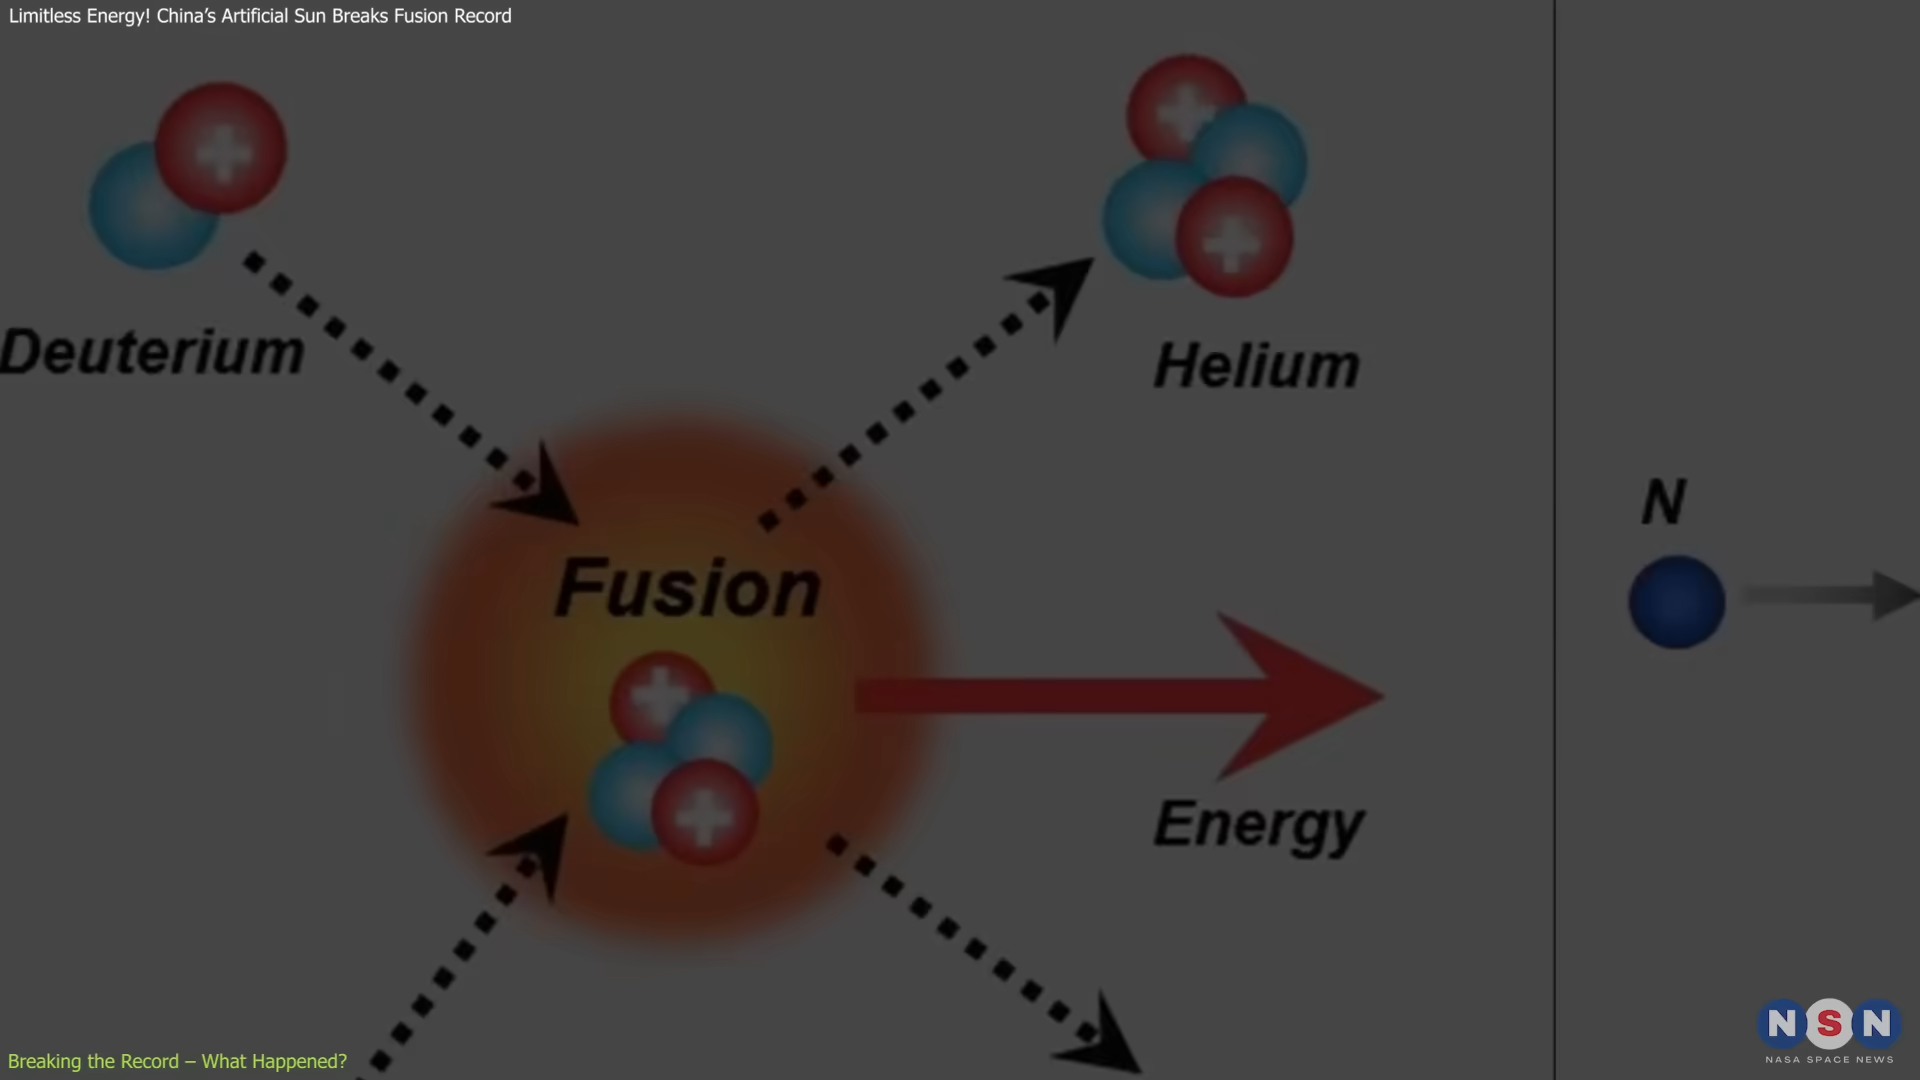 Limitless Energy! China's Artificial Sun Breaks Fusion Record
Deuterium
Helium
N
Fusion
Energy
Breaking the Record – What Happened?
NSN
NASA SPACE NEWS